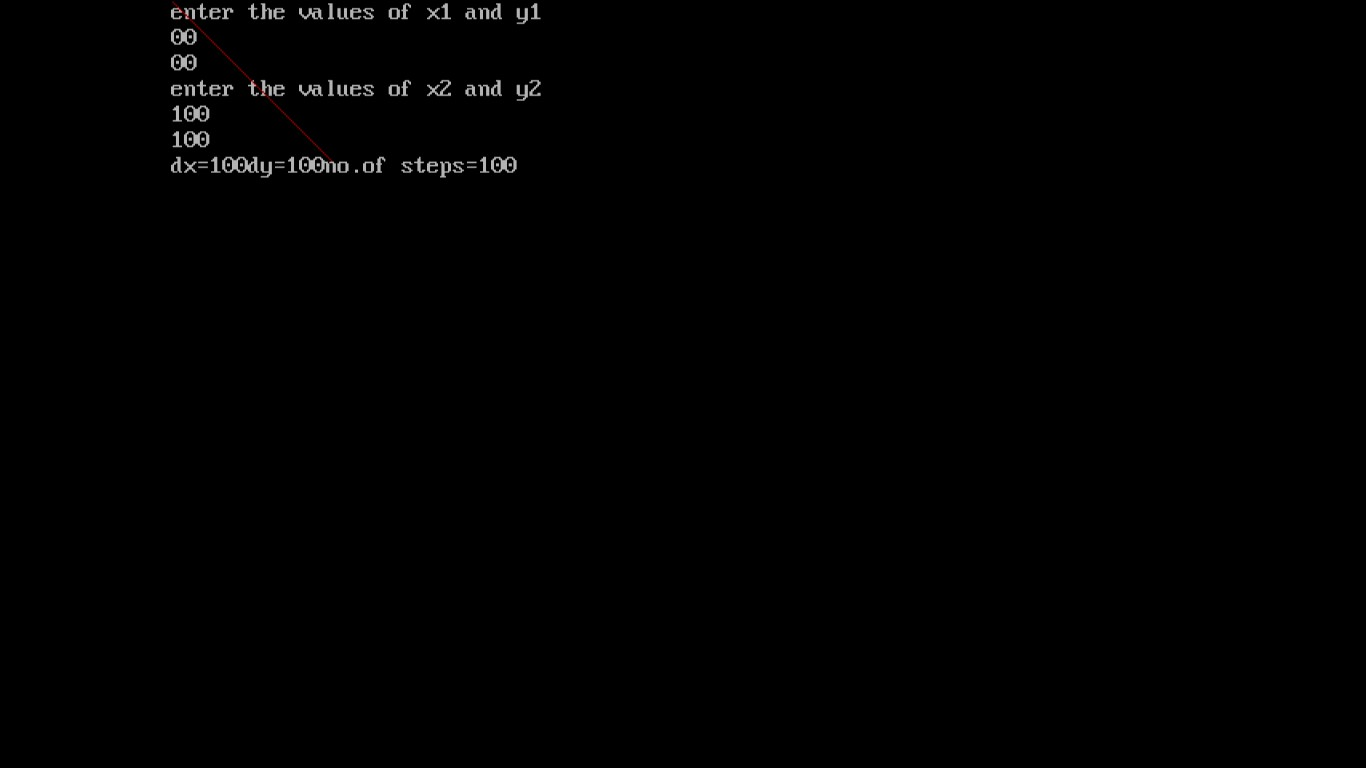 enter the values of x1 and y1
00
00
enter the values of x2 and y2
100
100
dx=100dy=100no.of steps=100